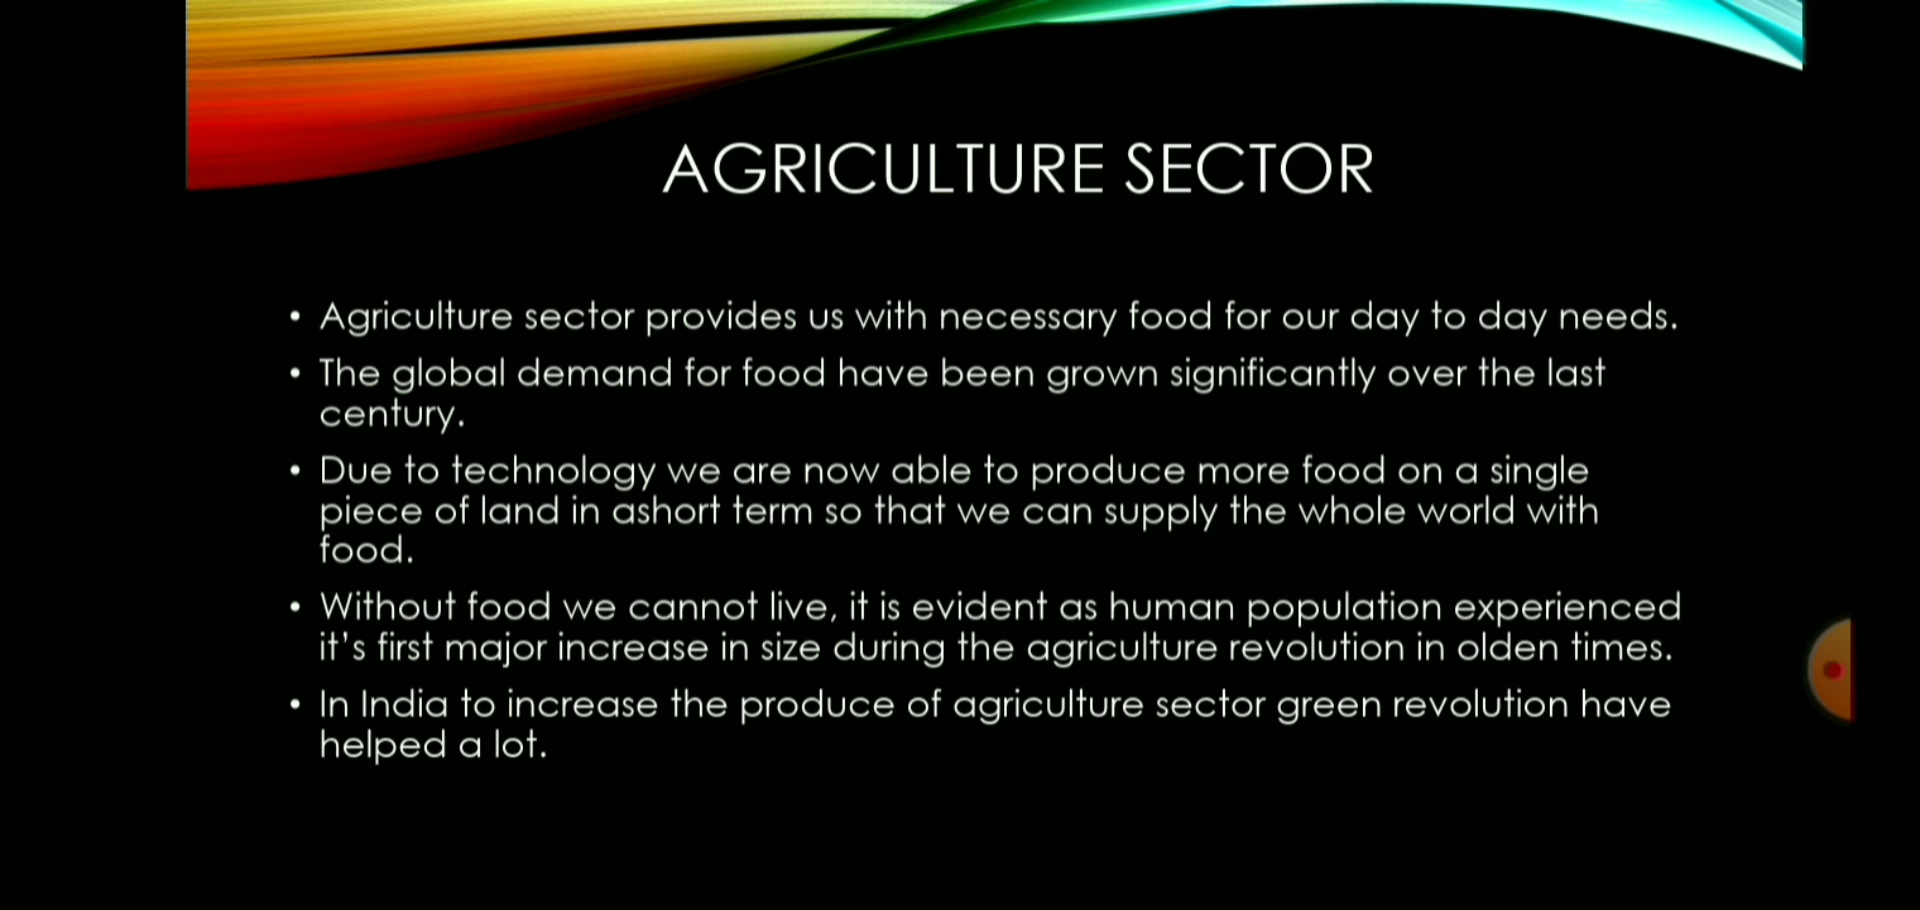 AGRICULTURE SECTOR
• Agriculture sector provides us with necessary food for our day to day needs.
• The global demand for food have been grown significantly over the last
century.
• Due to technology we are now able to produce more food on a single
piece of land in ashort term so that we can supply the whole world with
food.
• Without food we cannot live, it is evident as human population experienced
it's first major increase in size during the agriculture revolution in olden times.
• In India to increase the produce of agriculture sector green revolution have
helped a lot.